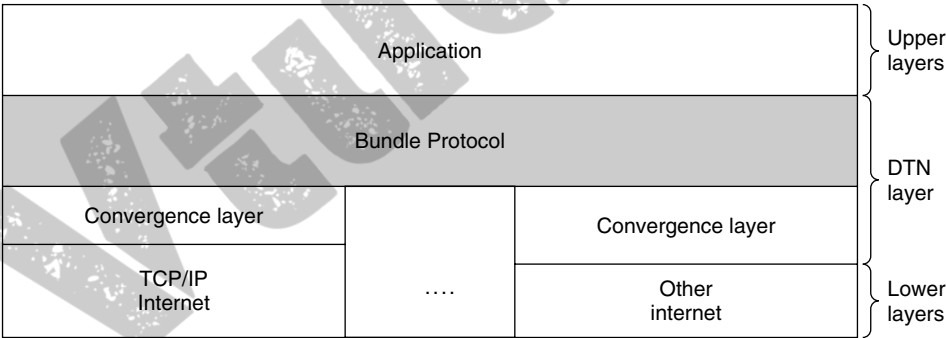 Application
Upper
layers
Bundle Protocol
DTN
layer
Convergence layer
Convergence layer
TCP/IP
Internet
....
Other
internet
Lower
layers